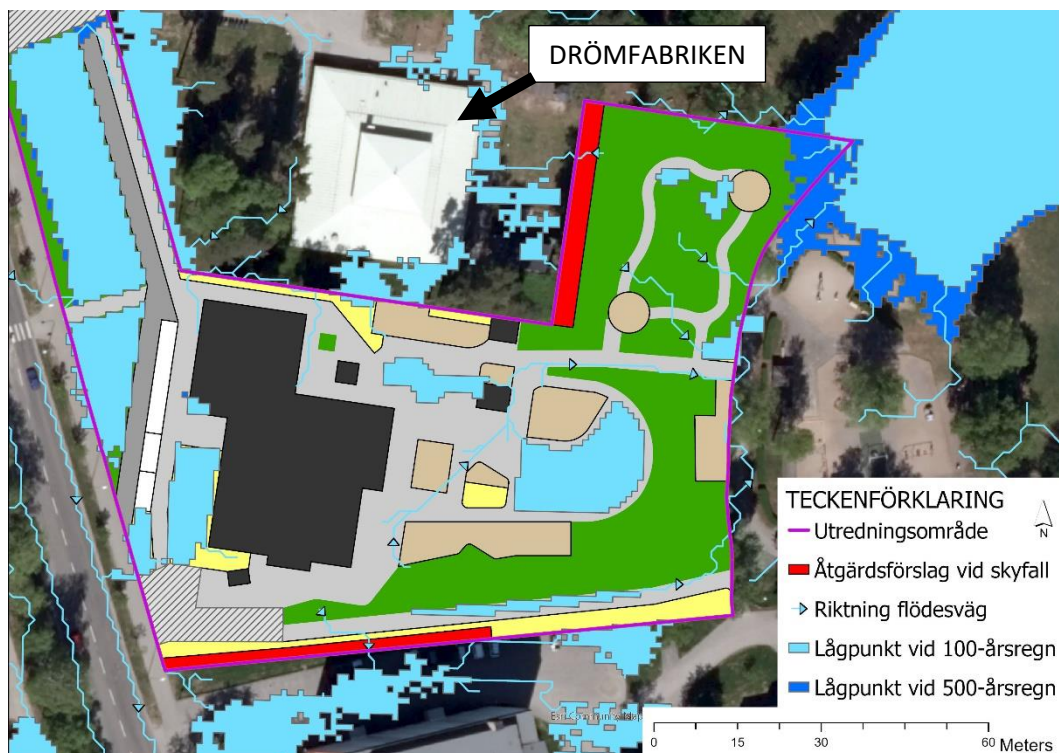 DRÖMFABRIKEN
TECKENFÖRKLARING
Utredningsområde
N
Åtgärdsförslag vid skyfall
Riktning flödesväg
Lågpunkt vid 100-årsregn
Lågpunkt vid 500-årsregn
0 15 30 60
Meters